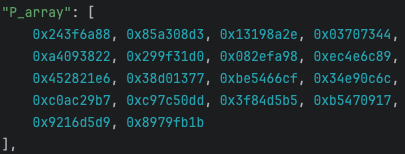 "P_array": [
0x243f6a88, 0x85a308d3, 0x13198a2e, 0x03707344,
0xa4093822, 0x299f31d0, 0x082efa98, 0xec4e6c89,
0x452821e6, 0x38d01377, 0xbe5466cf, 0x34e90c6c,
0xc0ac29b7, 0xc97c50dd, 0x3f84d5b5, 0xb5470917,
0x9216d5d9, 0x8979fb1b
],